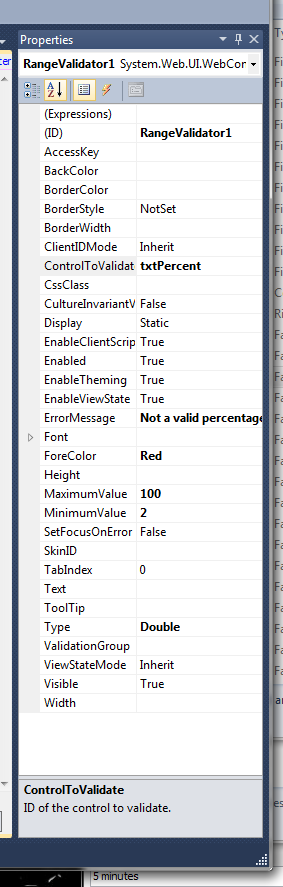 Properties
RangeValidator1 System.Web.UI.WebCor
(Expressions)
(ID) RangeValidator1
AccessKey
BackColor
BorderColor
BorderStyle NotSet
BorderWidth
ClientIDMode Inherit
ControlToValidat txtPercent
CssClass
CultureInvariantV False
Display Static
EnableClientScrip True
Enabled True
EnableTheming True
EnableViewState True
ErrorMessage Not a valid percentage
Font
ForeColor Red
Height
MaximumValue 100
MinimumValue 2
SetFocusOnError False
SkinID
TabIndex 0
Text
ToolTip
Type Double
ValidationGroup
ViewStateMode Inherit
Visible True
Width
ControlToValidate
ID of the control to validate.
5 minutes